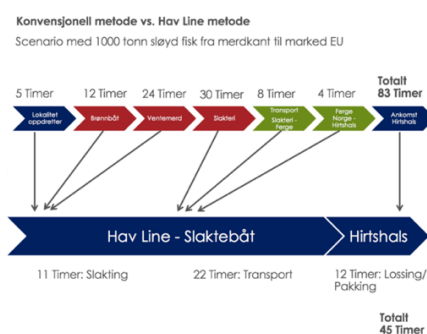 Konvensjonell metode vs. Hav Line metode
Scenario med 1000 tonn sløyd fisk fra merdkant til marked EU
5 Timer
12 Timer
24 Timer
30 Timer
8 Timer
4 Timer
Totalt
83 Timer
Lokalitet
oppdretter
Brønnbåt
Ventemerd
Slakteri
Transport
Slakteri -
Ferge
Ferge
Norge -
Hirtshals
Ankomst
Hirtshals
Hav Line - Slaktebåt
Hirtshals
11 Timer: Slakting
22 Timer: Transport
12 Timer: Lossing/
Pakking
Totalt
45 Timer